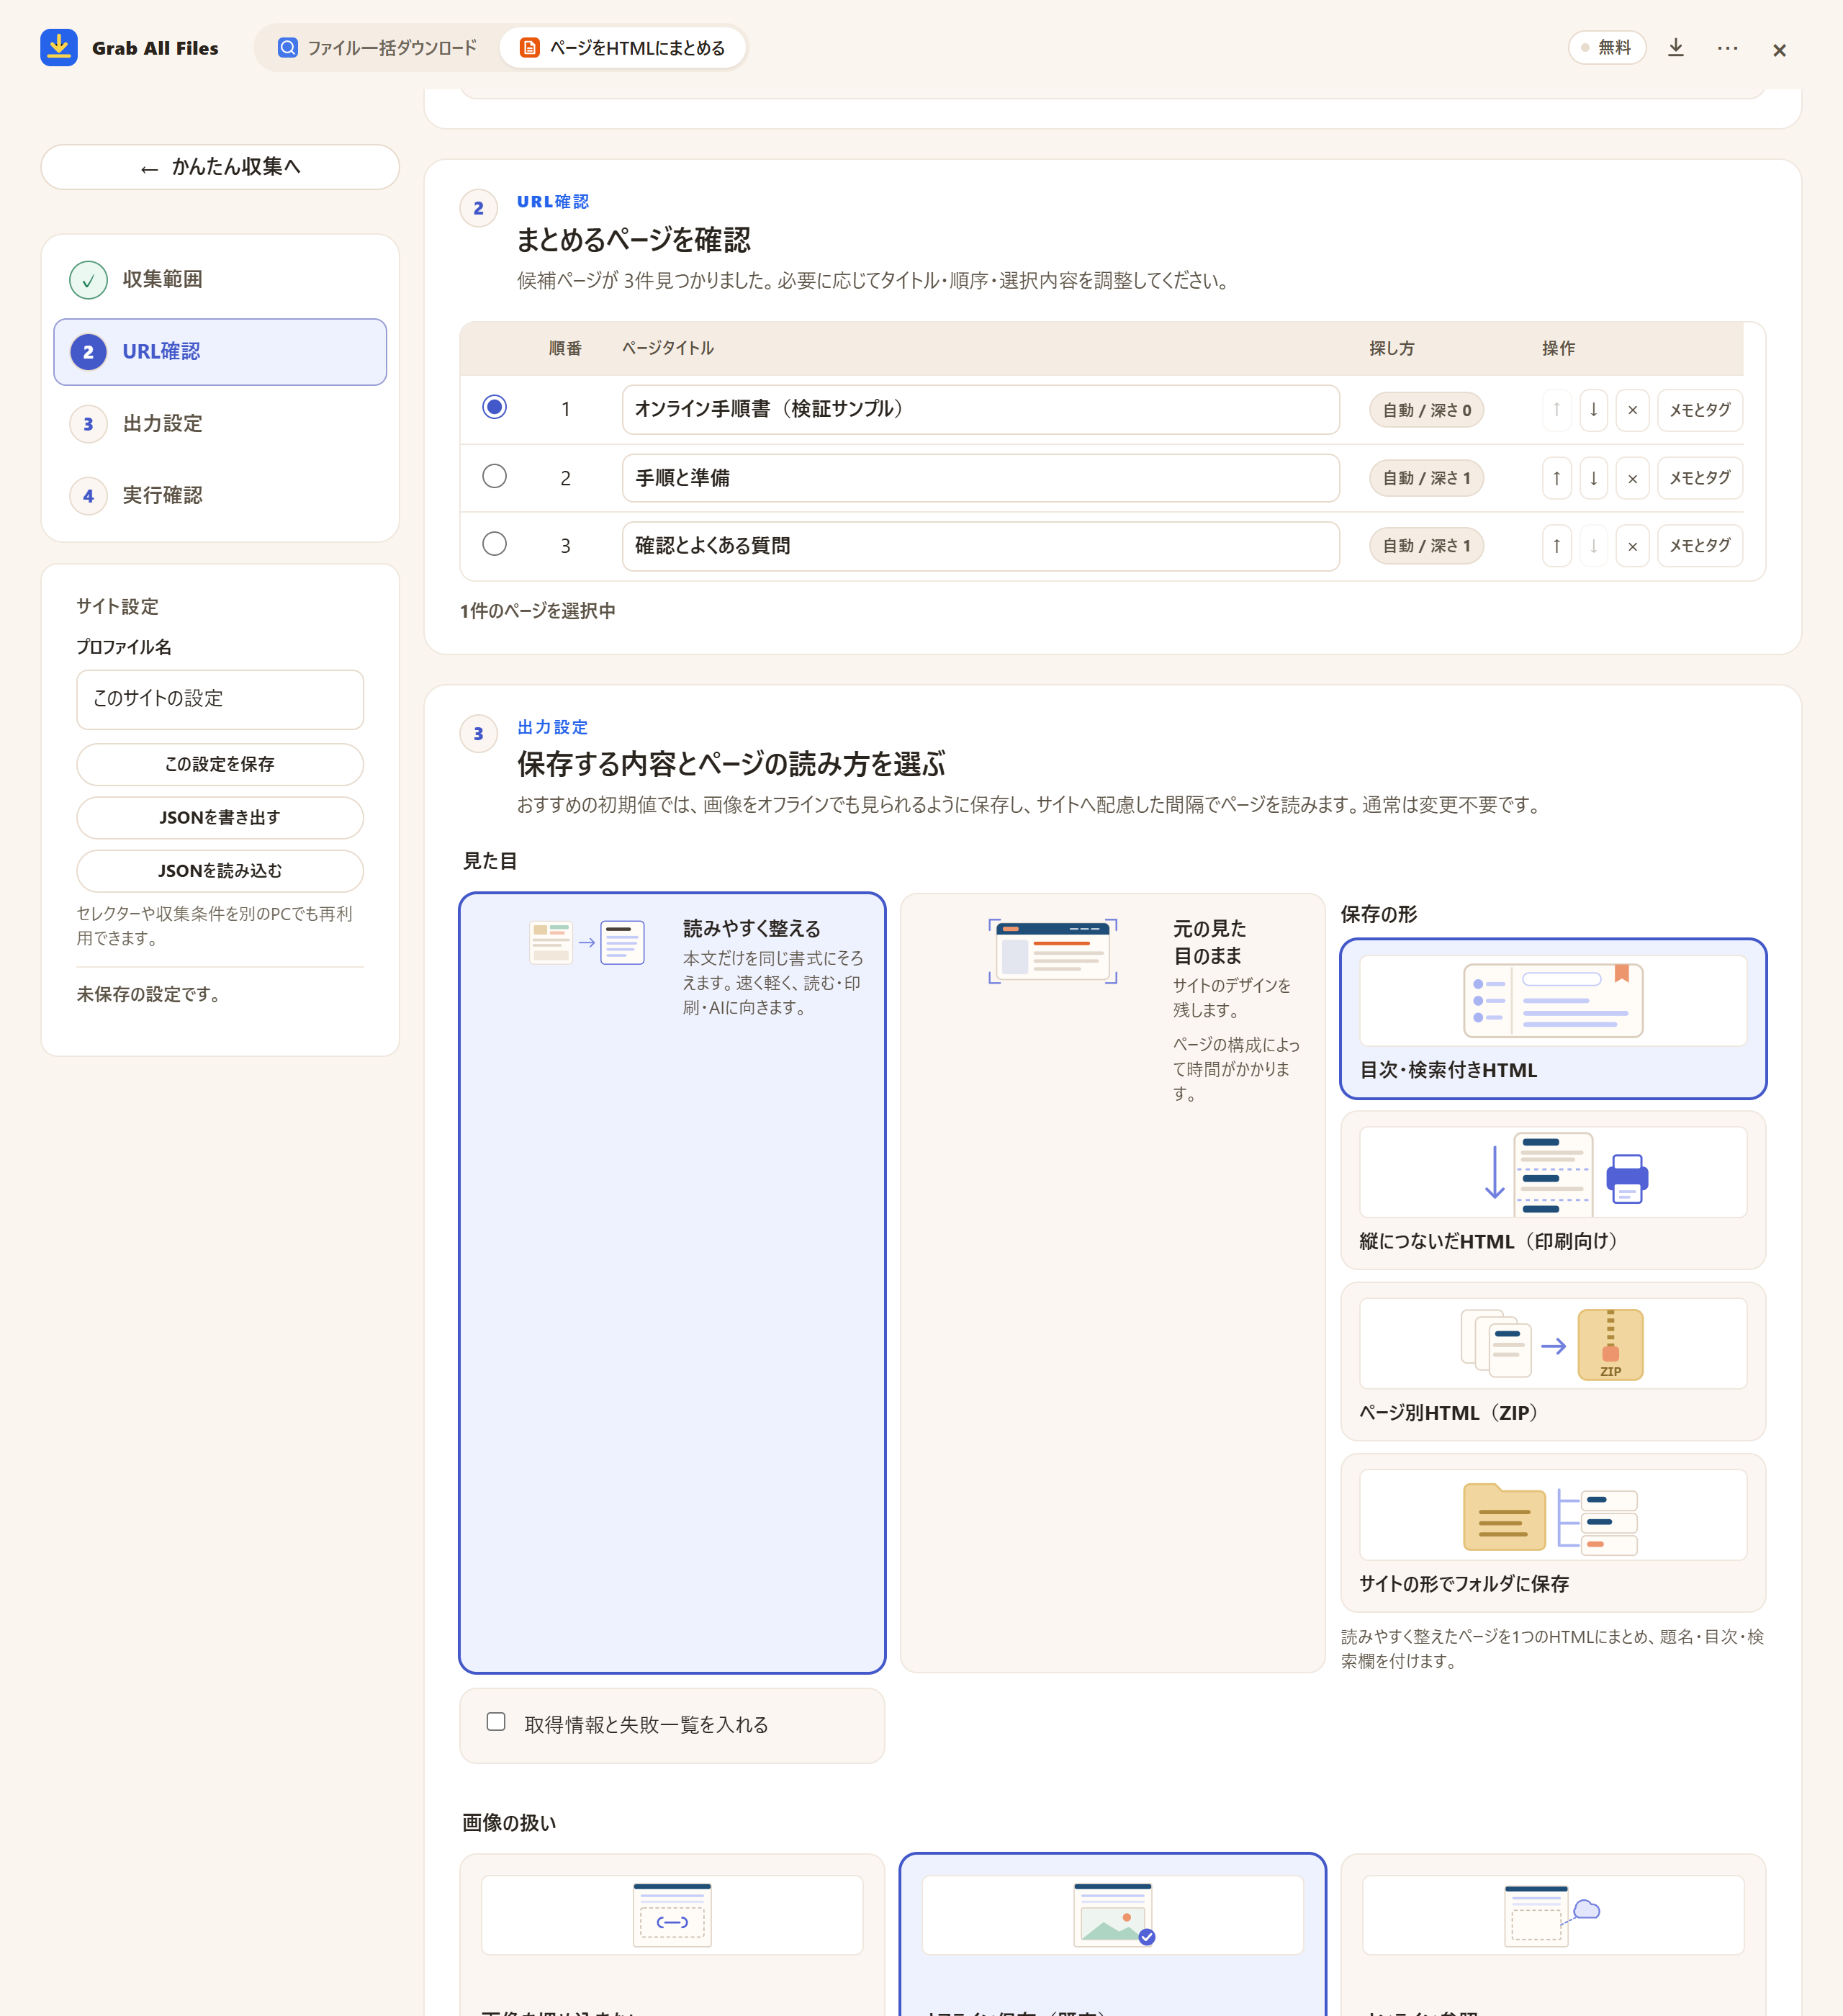 Grab All Files
ファイル一括ダウンロード
ページをHTMLにまとめる
無料
← かんたん収集へ
収集範囲
2 URL確認
3 出力設定
4 実行確認
サイト設定
プロファイル名
このサイトの設定
この設定を保存
JSONを書き出す
JSONを読み込む
セレクターや収集条件を別のPCでも再利
用できます。
未保存の設定です。
2 URL確認
まとめるページを確認
候補ページが 3件見つかりました。必要に応じてタイトル・順序・選択内容を調整してください。
順番 ページタイトル 探し方 操作
1 オンライン手順書（検証サンプル） 自動 / 深さ 0 ↑ ↓ × メモとタグ
2 手順と準備 自動 / 深さ 1 ↑ ↓ × メモとタグ
3 確認とよくある質問 自動 / 深さ 1 ↑ ↓ × メモとタグ
1件のページを選択中
3 出力設定
保存する内容とページの読み方を選ぶ
おすすめの初期値では、画像をオフラインでも見られるように保存し、サイトへ配慮した間隔でページを読みます。通常は変更不要です。
見た目
読みやすく整える
本文だけを同じ書式にそろ
えます。速く軽く、読む・印
刷・AIに向きます。
元の見た
目のまま
サイトのデザインを
残します。
ページの構成によっ
て時間がかかりま
す。
保存の形
目次・検索付きHTML
縦につないだHTML（印刷向け）
ZIP
ページ別HTML（ZIP）
サイトの形でフォルダに保存
読みやすく整えたページを1つのHTMLにまとめ、題名・目次・検
索欄を付けます。
取得情報と失敗一覧を入れる
画像の扱い